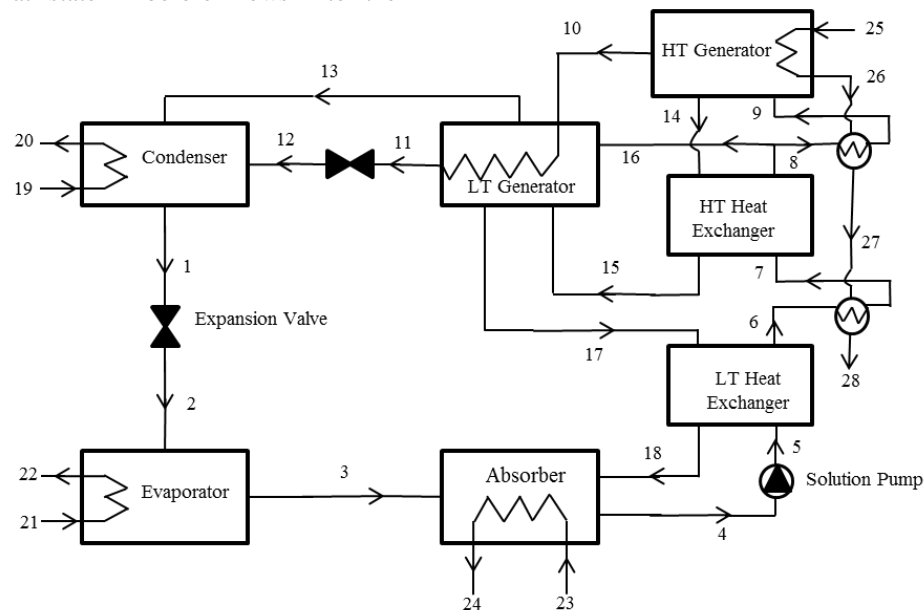 10
HT Generator
25
26
13
14
9
20
Condenser
12
11
16
8
19
LT Generator
HT Heat
Exchanger
27
1
15
7
Expansion Valve
6
17
28
2
LT Heat
Exchanger
22
Evaporator
3
Absorber
18
5
Solution Pump
21
4
24
23